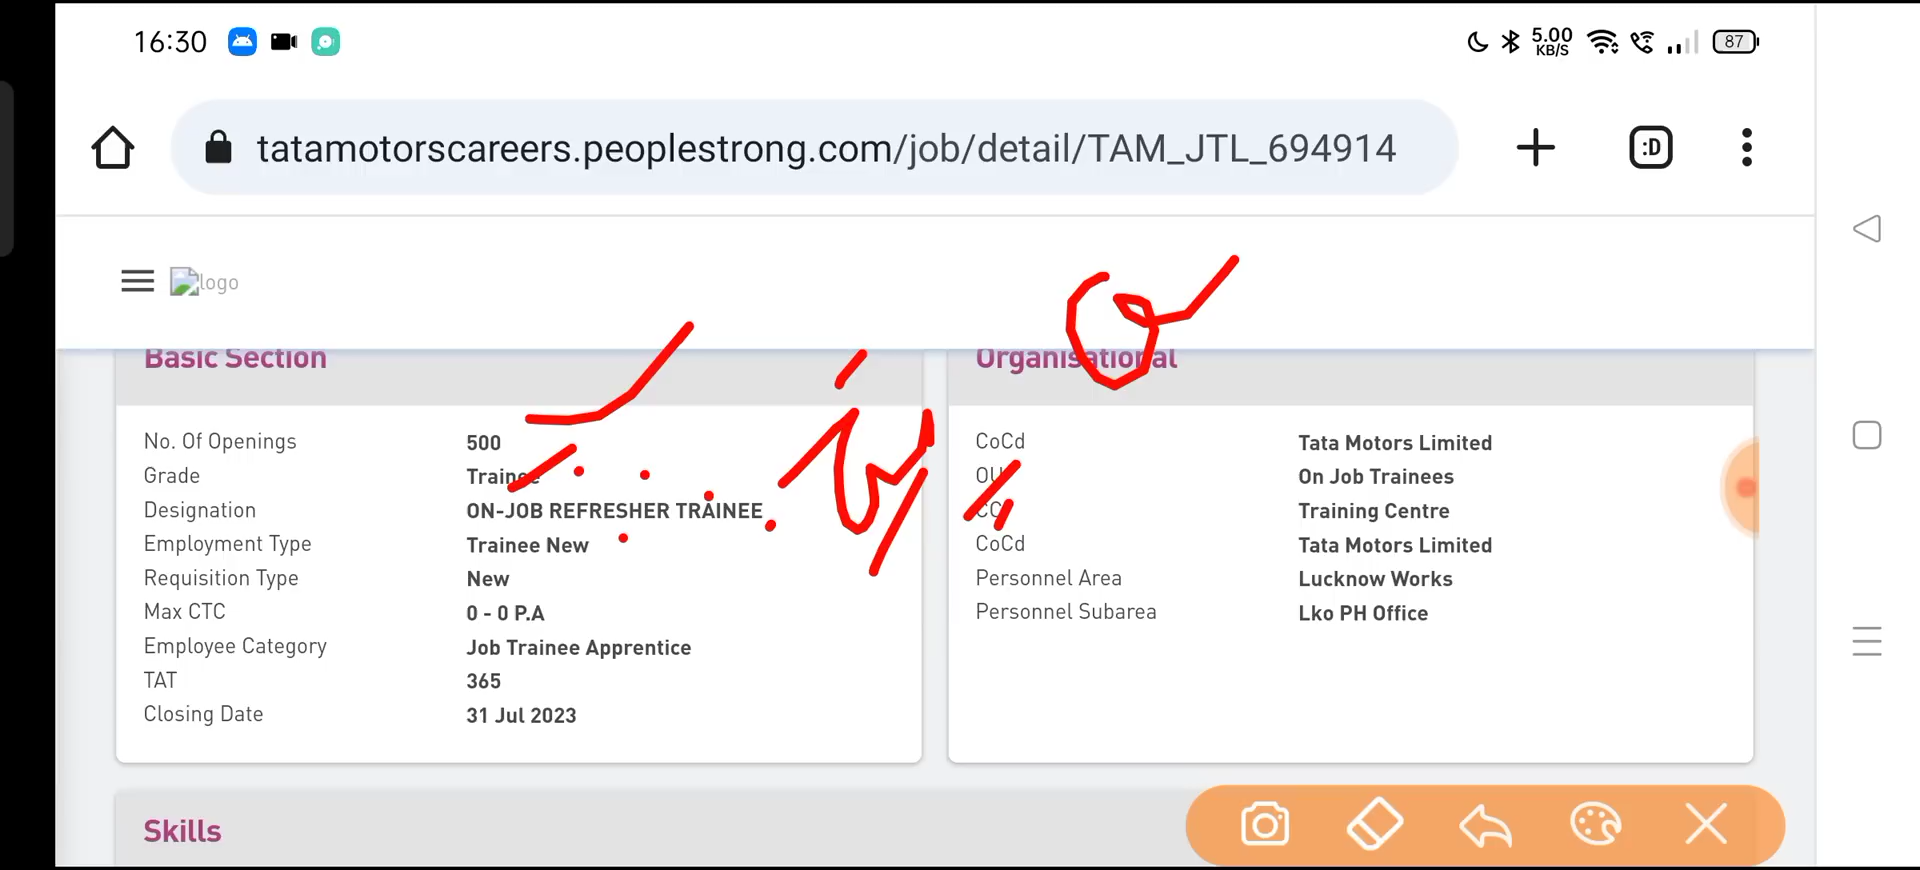 16:30
5.00
KB/S
87
tatamotorscareers.peoplestrong.com/job/detail/TAM_JTL_694914
:D
logo
Basic Section
No. Of Openings 500
Grade Trainee
Designation ON-JOB REFRESHER TRAINEE
Employment Type Trainee New
Requisition Type New
Max CTC 0 - 0 P.A
Employee Category Job Trainee Apprentice
TAT 365
Closing Date 31 Jul 2023
Organisational
CoCd Tata Motors Limited
OU On Job Trainees
Training Centre
CoCd Tata Motors Limited
Personnel Area Lucknow Works
Personnel Subarea Lko PH Office
Skills